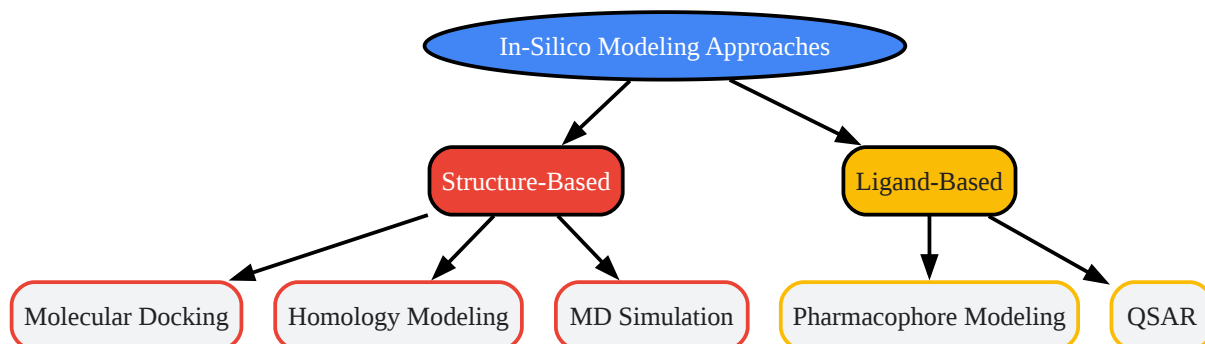 In-Silico Modeling Approaches
Structure-Based
Ligand-Based
Molecular Docking
Homology Modeling
MD Simulation
Pharmacophore Modeling
QSAR